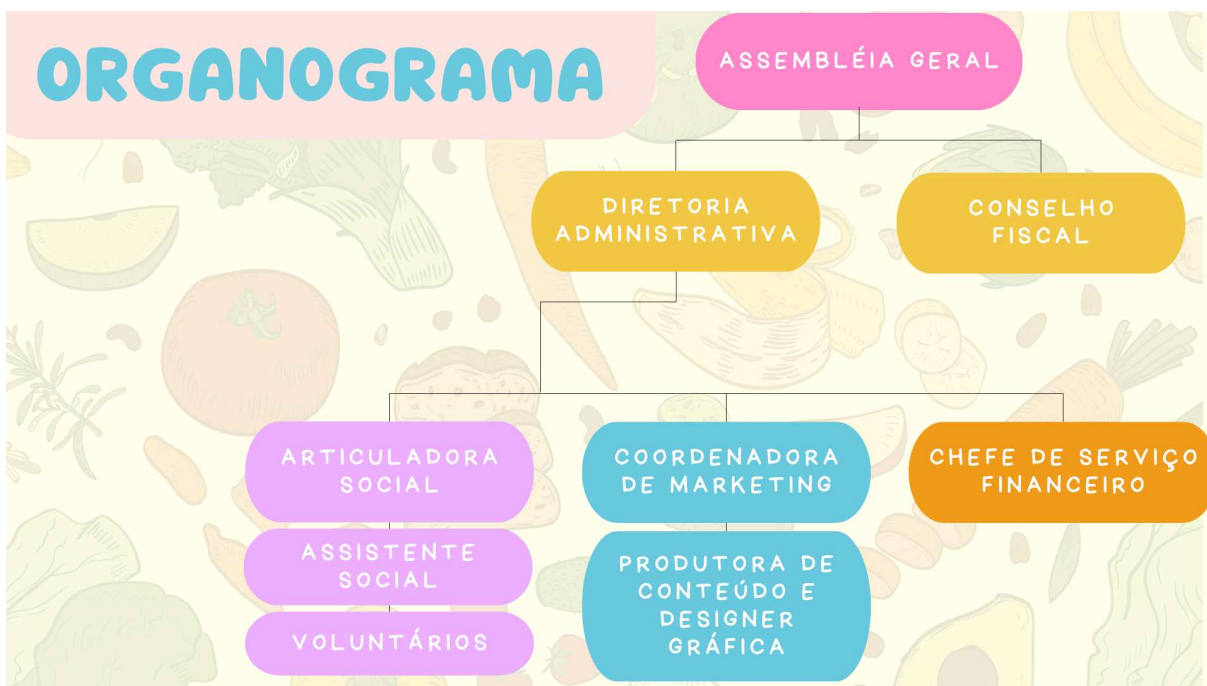 ORGANOGRAMA
ASSEMBLÉIA GERAL
DIRETORIA
ADMINISTRATIVA
CONSELHO
FISCAL
ARTICULADORA
SOCIAL
COORDENADORA
DE MARKETING
CHEFE DE SERVIÇO
FINANCEIRO
ASSISTENTE
SOCIAL
VOLUNTÁRIOS
PRODUTORA DE
CONTEÚDO E
DESIGNER
GRÁFICA